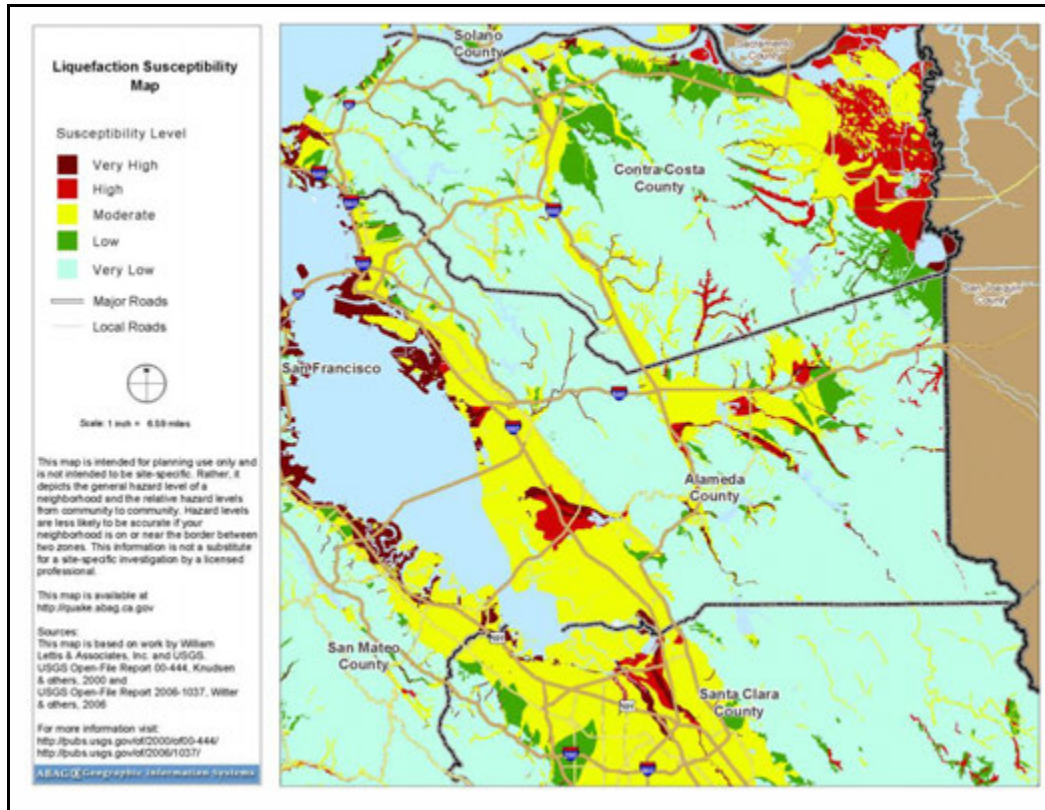 Liquefaction Susceptibility
Map
Susceptibility Level
Very High
High
Moderate
Low
Very Low
Major Roads
Local Roads
Scale: 1 inch = 6.59 miles
This map is intended for planning use only and
is not intended to be site-specific. Rather, it
depicts the general hazard level of a
neighborhood and the relative hazard levels
from community to community. Hazard levels
are less likely to be accurate if your
neighborhood is on or near the border between
two zones. This information is not a substitute
for a site-specific investigation by a licensed
professional.
This map is available at
http://quake.abag.ca.gov
Sources:
This map is based on work by William
Lettis & Associates, Inc. and USGS.
USGS Open-File Report 00-444, Knudsen
& others, 2000 and
USGS Open-File Report 2006-1037, Witter
& others, 2006
For more information visit:
http://pubs.usgs.gov/of/2000/of00-444/
http://pubs.usgs.gov/of/2006/1037/
ABAG Geographic Information Systems
Solano
County
Sacramento
County
Contra Costa
County
San Joaquin
County
San Francisco
Alameda
County
San Mateo
County
Santa Clara
County